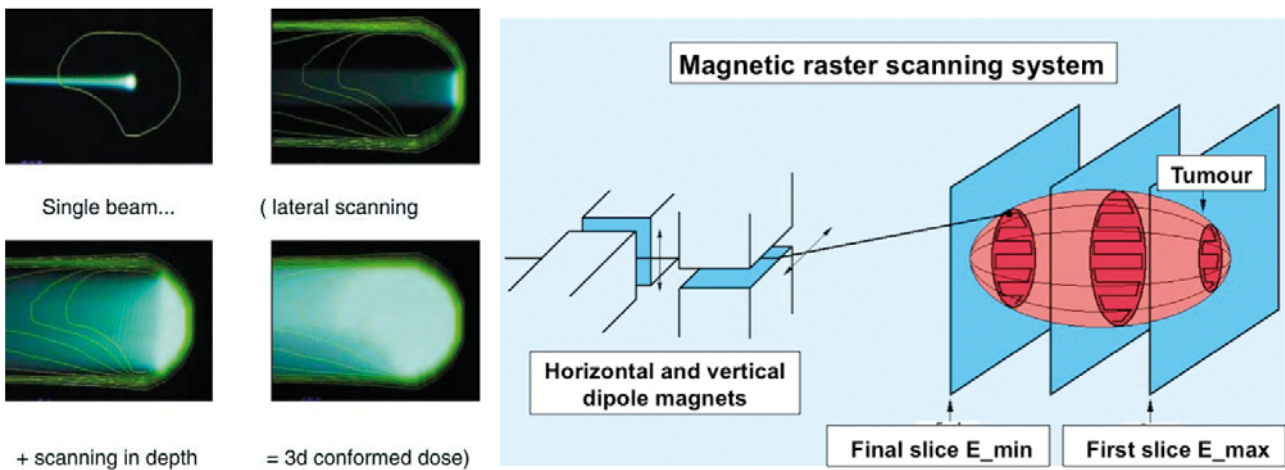 Single beam...
( lateral scanning
+ scanning in depth
= 3d conformed dose)
Magnetic raster scanning system
Tumour
Horizontal and vertical
dipole magnets
Final slice E_min
First slice E_max